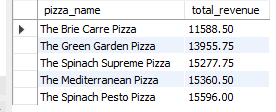 pizza_name total_revenue
The Brie Carre Pizza 11588.50
The Green Garden Pizza 13955.75
The Spinach Supreme Pizza 15277.75
The Mediterranean Pizza 15360.50
The Spinach Pesto Pizza 15596.00